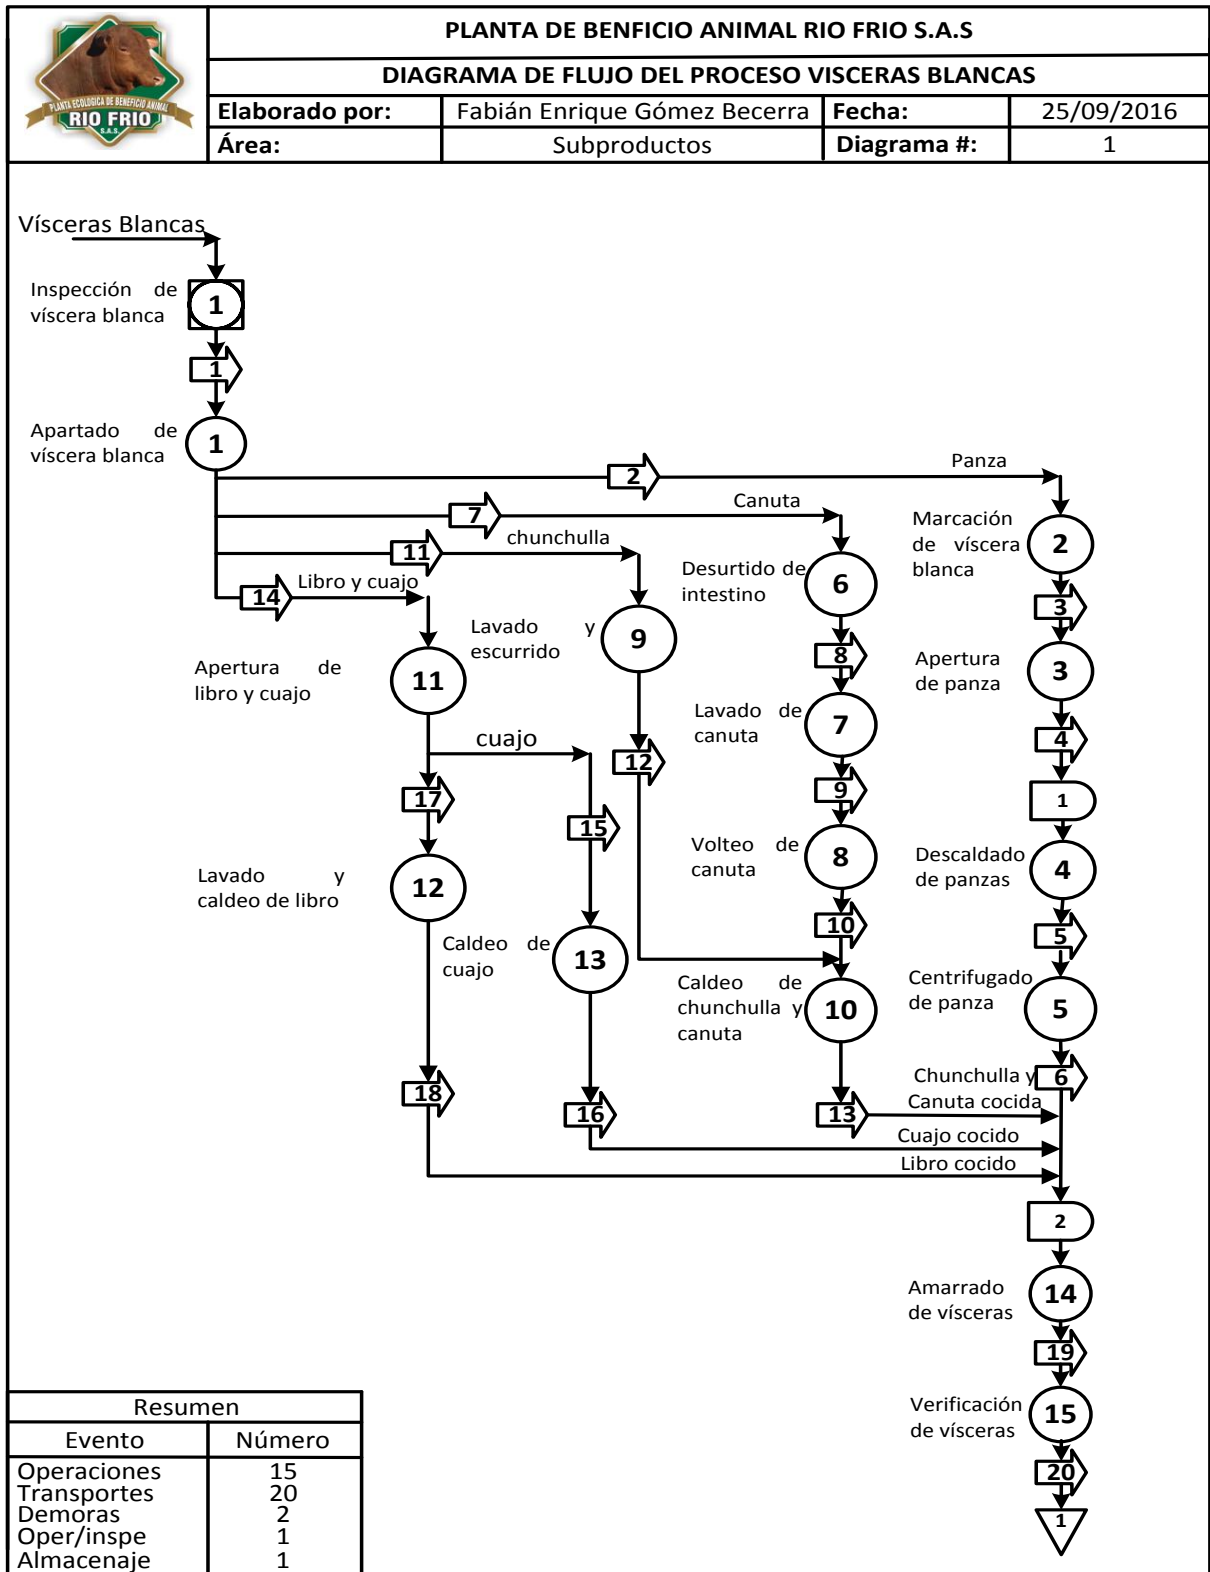 PLANTA ECOLOGICA DE BENEFICIO ANIMAL
RIO FRIO
S.A.S.
PLANTA DE BENFICIO ANIMAL RIO FRIO S.A.S
DIAGRAMA DE FLUJO DEL PROCESO VISCERAS BLANCAS
Elaborado por: Fabián Enrique Gómez Becerra Fecha: 25/09/2016
Área: Subproductos Diagrama #: 1
Vísceras Blancas
Inspección de
víscera blanca
1
1
Apartado de
víscera blanca
1
2
Panza
7
Canuta
11
chunchulla
14
Libro y cuajo
Marcación
de víscera
blanca
2
3
Apertura
de panza
3
4
1
Descaldado
de panzas
4
5
Centrifugado
de panza
5
6
Desurtido de
intestino
6
8
Lavado de
canuta
7
9
Volteo de
canuta
8
10
Caldeo de
chunchulla y
canuta
10
13
Chunchulla y
Canuta cocida
Lavado y
escurrido
9
12
Apertura de
libro y cuajo
11
cuajo
17
15
Lavado y
caldeo de libro
12
Caldeo de
cuajo
13
18
16
Cuajo cocido
Libro cocido
2
Amarrado
de vísceras
14
19
Verificación
de vísceras
15
20
1
Resumen
Evento Número
Operaciones 15
Transportes 20
Demoras 2
Oper/inspe 1
Almacenaje 1